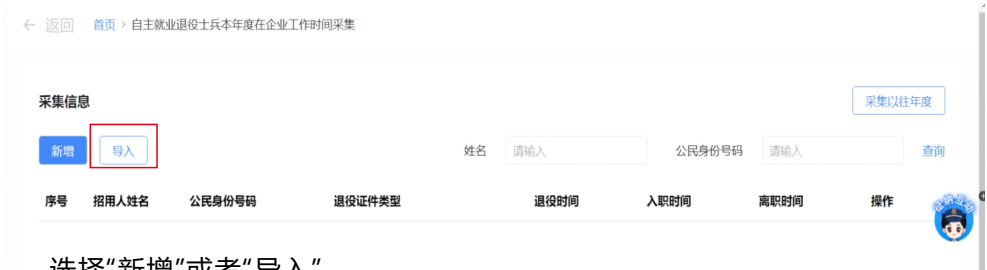 ← 返回 首页 > 自主就业退役士兵本年度在企业工作时间采集
采集信息 采集以往年度
新增 导入 姓名 请输入 公民身份号码 请输入 查询
序号 招用人姓名 公民身份号码 退役证件类型 退役时间 入职时间 离职时间 操作
征纳互动
选择“新增”或者“导入”